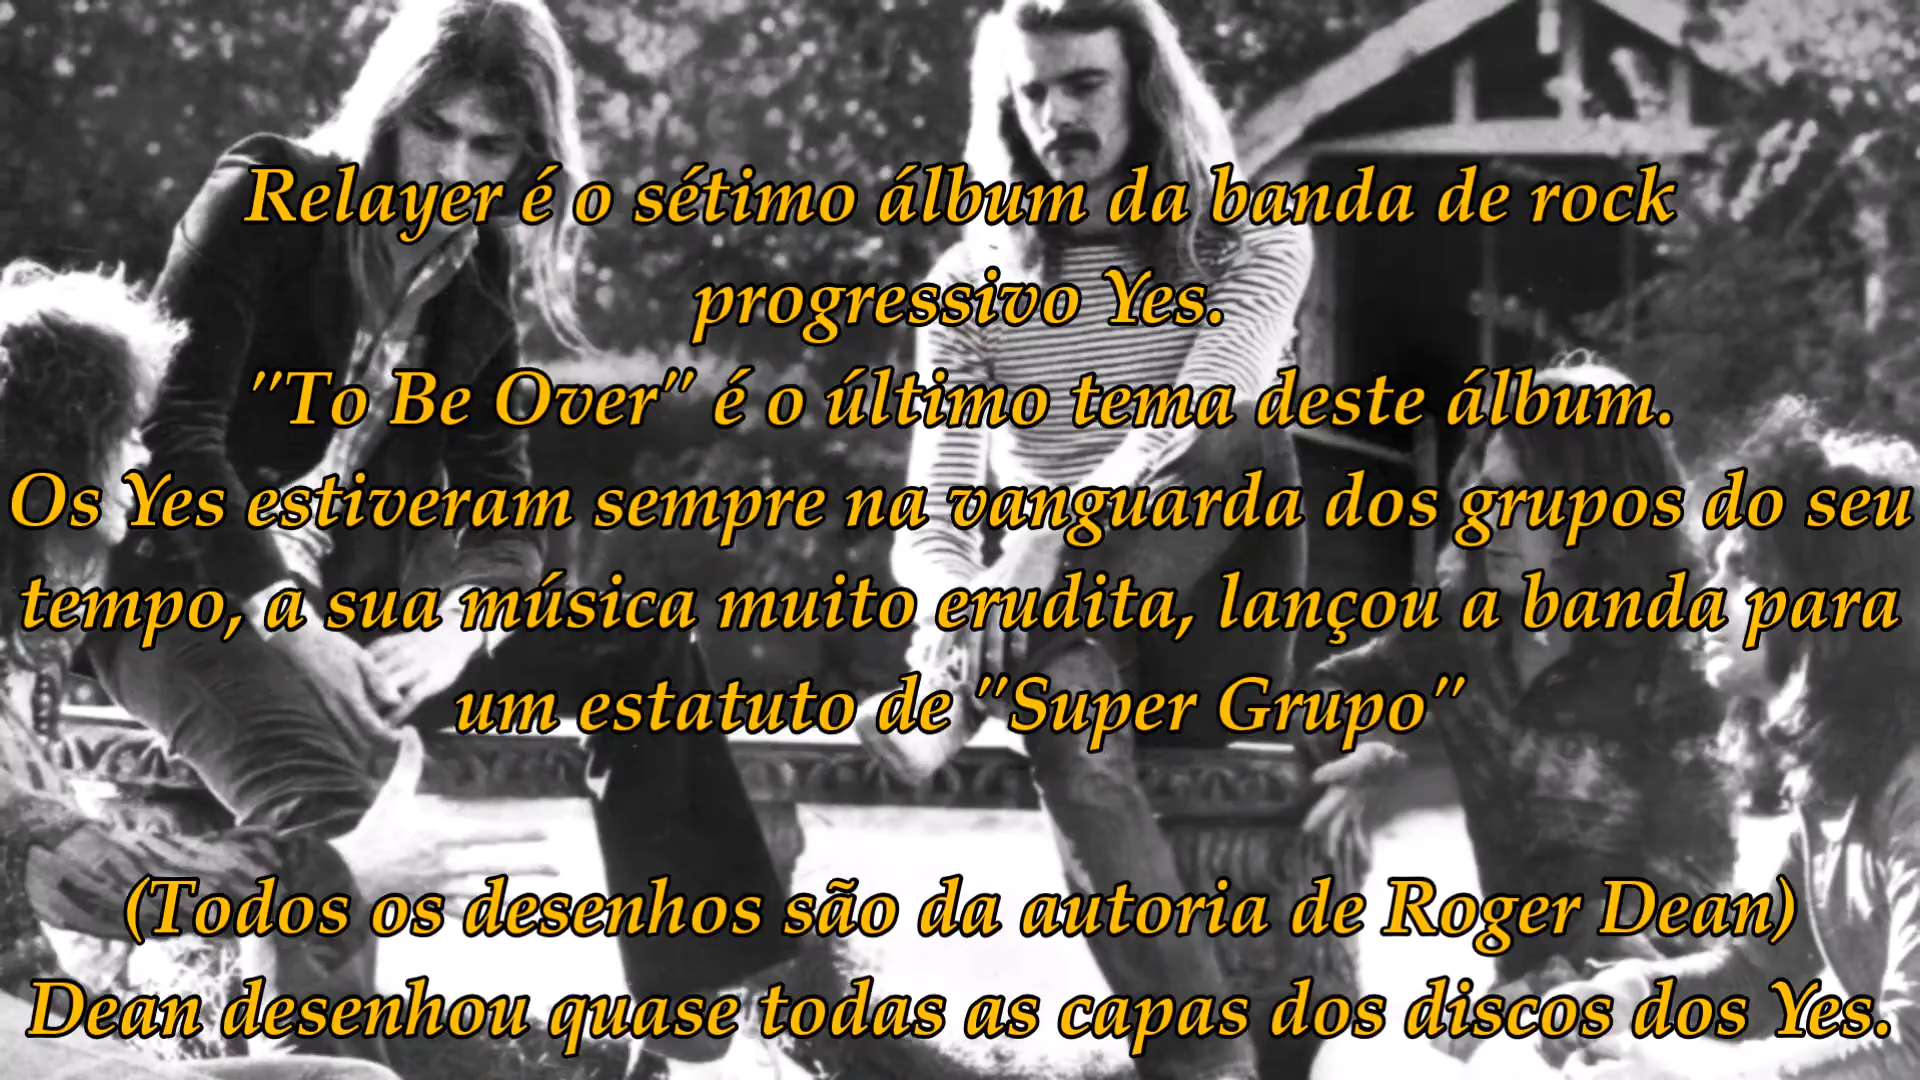 Relayer é o sétimo álbum da banda de rock
progressivo Yes.
"To Be Over" é o último tema deste álbum.
Os Yes estiveram sempre na vanguarda dos grupos do seu
tempo, a sua música muito erudita, lançou a banda para
um estatuto de "Super Grupo"
(Todos os desenhos são da autoria de Roger Dean)
Dean desenhou quase todas as capas dos discos dos Yes.